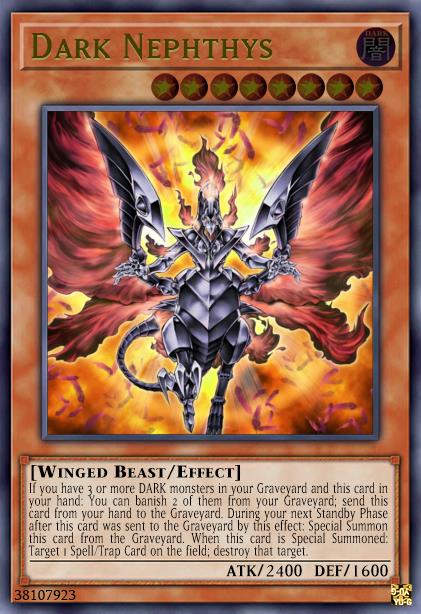 DARK NEPHTHYS
DARK
闇
[WINGED BEAST/EFFECT]
If you have 3 or more DARK monsters in your Graveyard and this card in
your hand: You can banish 2 of them from your Graveyard; send this
card from your hand to the Graveyard. During your next Standby Phase
after this card was sent to the Graveyard by this effect: Special Summon
this card from the Graveyard. When this card is Special Summoned:
Target 1 Spell/Trap Card on the field; destroy that target.
ATK/2400 DEF/1600
38107923